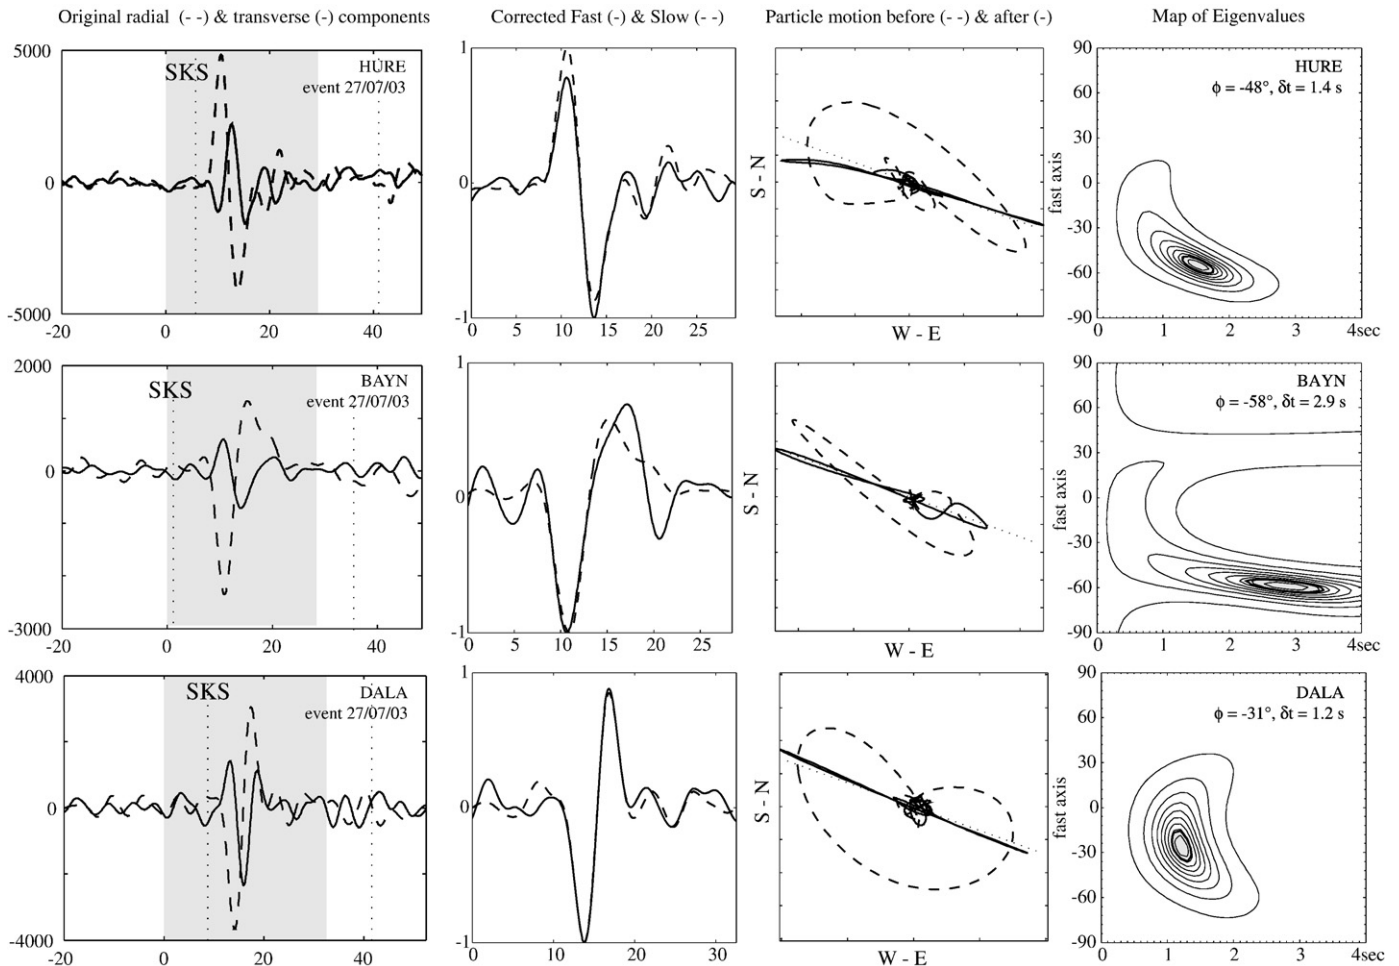 Original radial (- -) & transverse (-) components
Corrected Fast (-) & Slow (- -)
Particle motion before (- -) & after (-)
Map of Eigenvalues
5000
0
-5000
-20
0
20
40
SKS
HURE
event 27/07/03
1
0
-1
0
5
10
15
20
25
S - N
W - E
90
60
30
0
-30
-60
-90
fast axis
0
1
2
3
4sec
HURE
ϕ = -48°, δt = 1.4 s
2000
0
-3000
-20
0
20
40
SKS
BAYN
event 27/07/03
1
0
-1
0
5
10
15
20
25
S - N
W - E
90
60
30
0
-30
-60
-90
fast axis
0
1
2
3
4sec
BAYN
ϕ = -58°, δt = 2.9 s
4000
0
-4000
-20
0
20
40
SKS
DALA
event 27/07/03
1
0
-1
0
5
10
15
20
25
30
S - N
W - E
90
60
30
0
-30
-60
-90
fast axis
0
1
2
3
4sec
DALA
ϕ = -31°, δt = 1.2 s